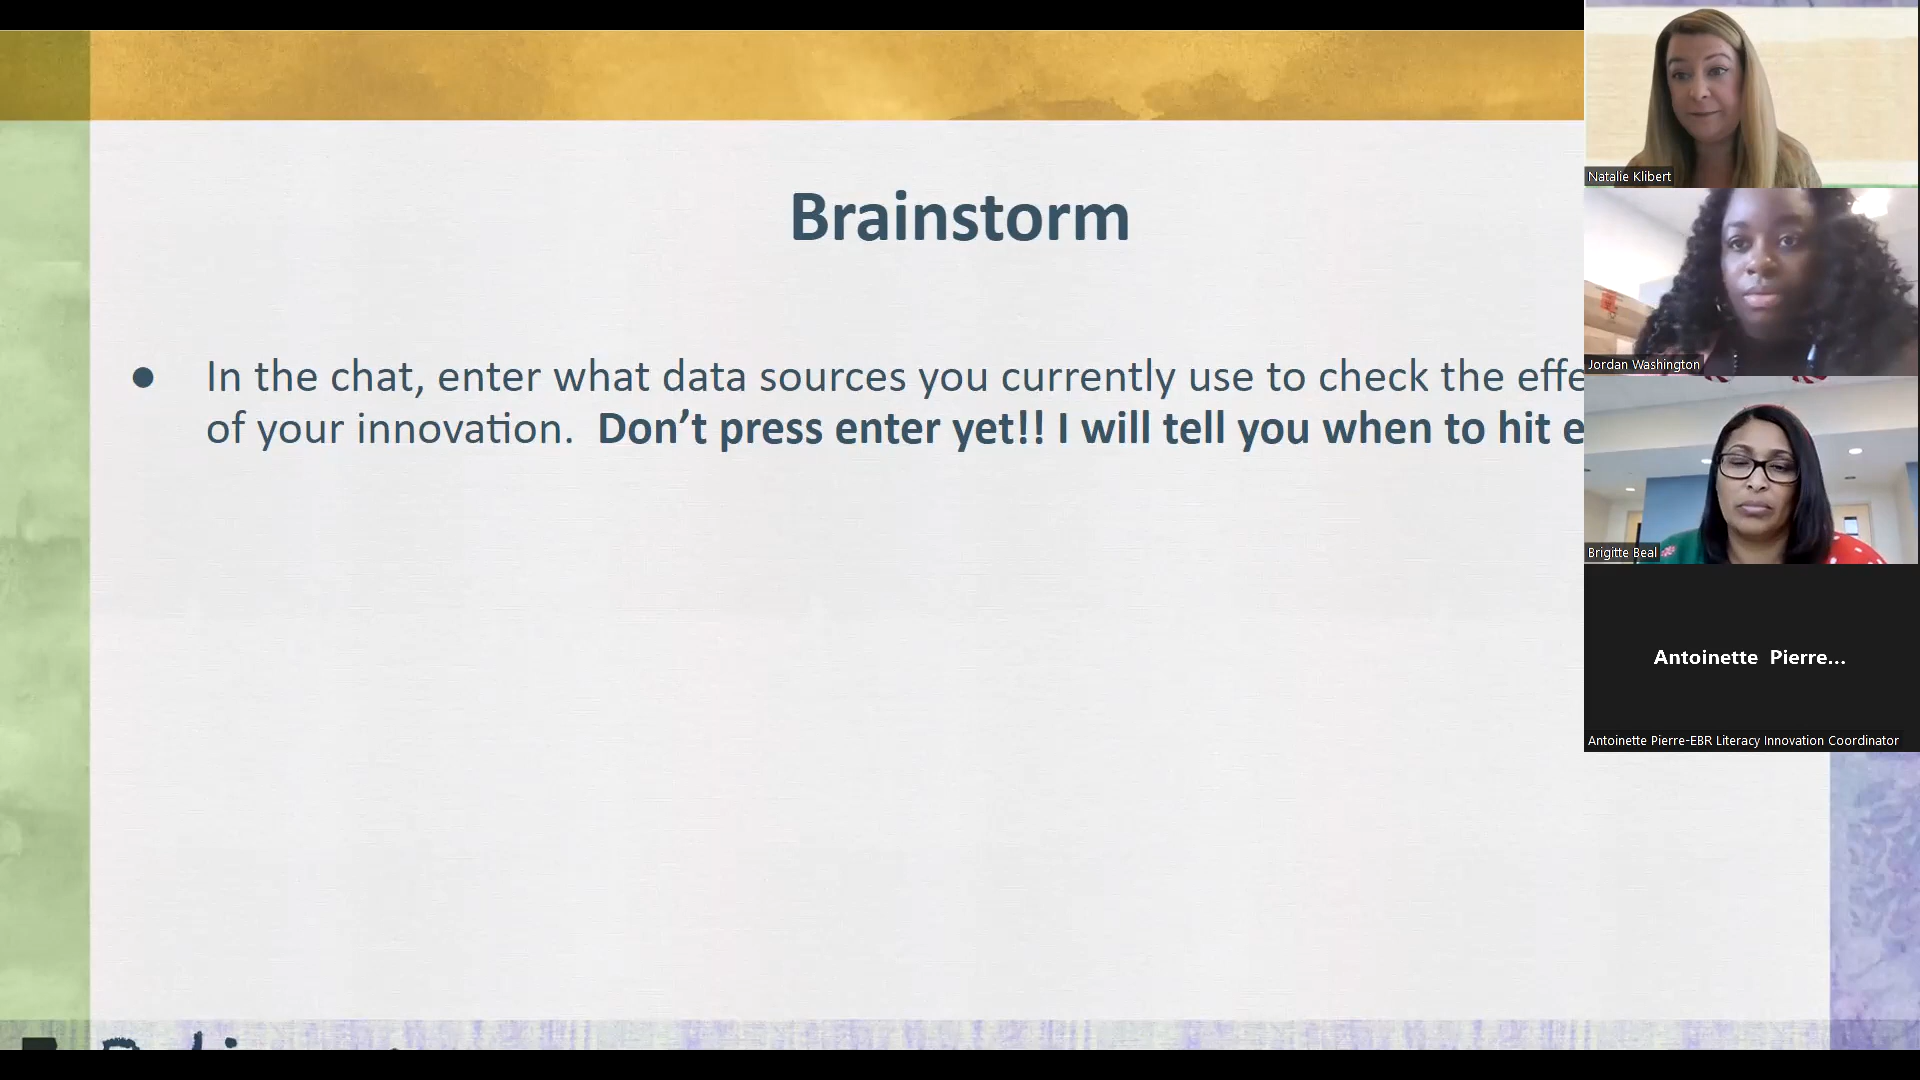 Brainstorm
● In the chat, enter what data sources you currently use to check the effe
of your innovation. Don’t press enter yet!! I will tell you when to hit e
Natalie Klibert
Jordan Washington
Brigitte Beal
Antoinette Pierre...
Antoinette Pierre-EBR Literacy Innovation Coordinator